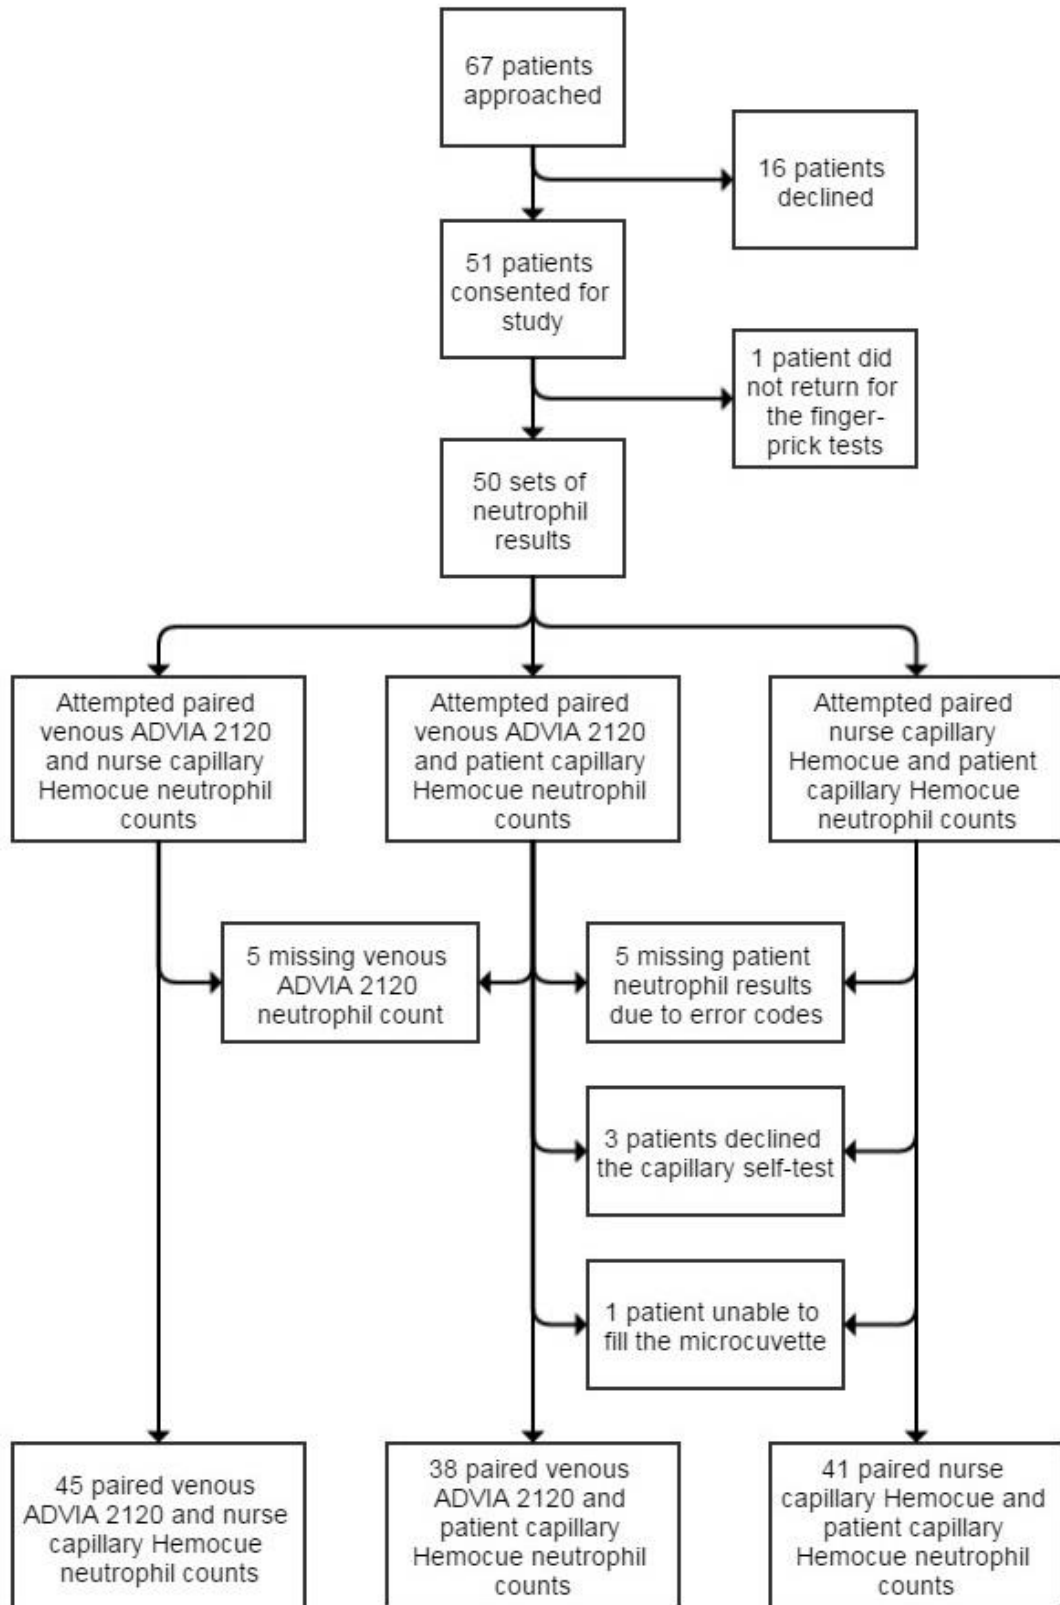 67 patients
approached
16 patients
declined
51 patients
consented for
study
1 patient did
not return for
the finger-
prick tests
50 sets of
neutrophil
results
Attempted paired
venous ADVIA 2120
and nurse capillary
Hemocue neutrophil
counts
Attempted paired
venous ADVIA 2120
and patient capillary
Hemocue neutrophil
counts
Attempted paired
nurse capillary
Hemocue and patient
capillary Hemocue
neutrophil counts
5 missing venous
ADVIA 2120
neutrophil count
5 missing patient
neutrophil results
due to error codes
3 patients declined
the capillary self-test
1 patient unable to
fill the microcuvette
45 paired venous
ADVIA 2120 and nurse
capillary Hemocue
neutrophil counts
38 paired venous
ADVIA 2120 and
patient capillary
Hemocue neutrophil
counts
41 paired nurse
capillary Hemocue and
patient capillary
Hemocue neutrophil
counts